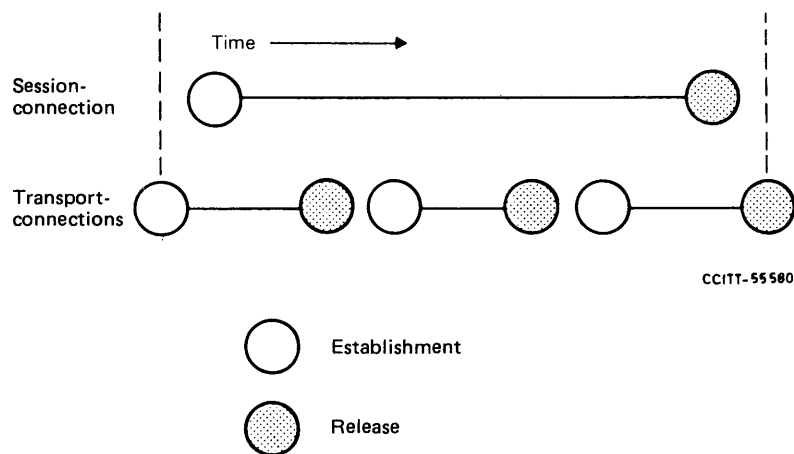 Time
Session-
connection
Transport-
connections
CCITT-55580
Establishment
Release